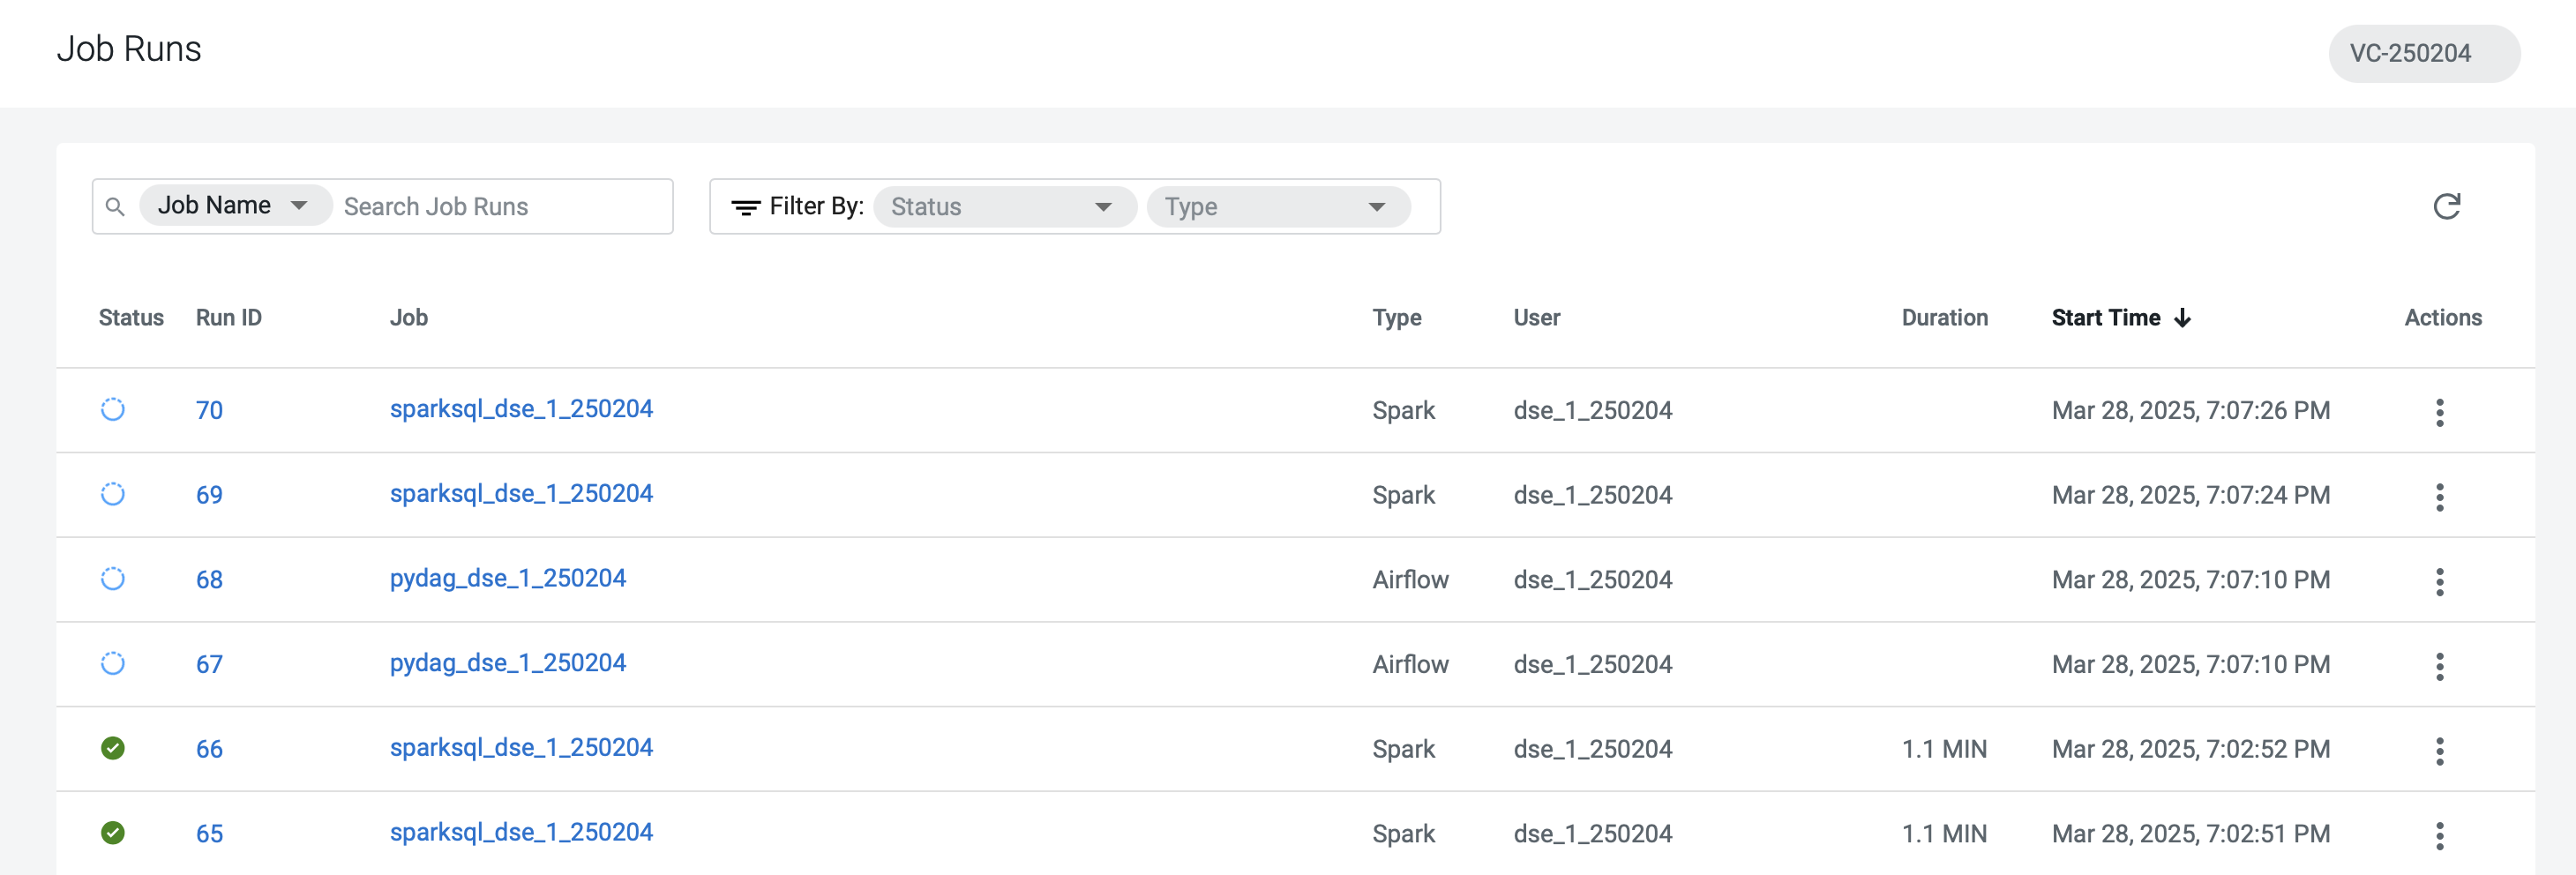 Job Runs
VC-250204
Job Name Search Job Runs Filter By: Status Type
Status Run ID Job Type User Duration Start Time Actions
70 sparksql_dse_1_250204 Spark dse_1_250204 Mar 28, 2025, 7:07:26 PM
69 sparksql_dse_1_250204 Spark dse_1_250204 Mar 28, 2025, 7:07:24 PM
68 pydag_dse_1_250204 Airflow dse_1_250204 Mar 28, 2025, 7:07:10 PM
67 pydag_dse_1_250204 Airflow dse_1_250204 Mar 28, 2025, 7:07:10 PM
66 sparksql_dse_1_250204 Spark dse_1_250204 1.1 MIN Mar 28, 2025, 7:02:52 PM
65 sparksql_dse_1_250204 Spark dse_1_250204 1.1 MIN Mar 28, 2025, 7:02:51 PM